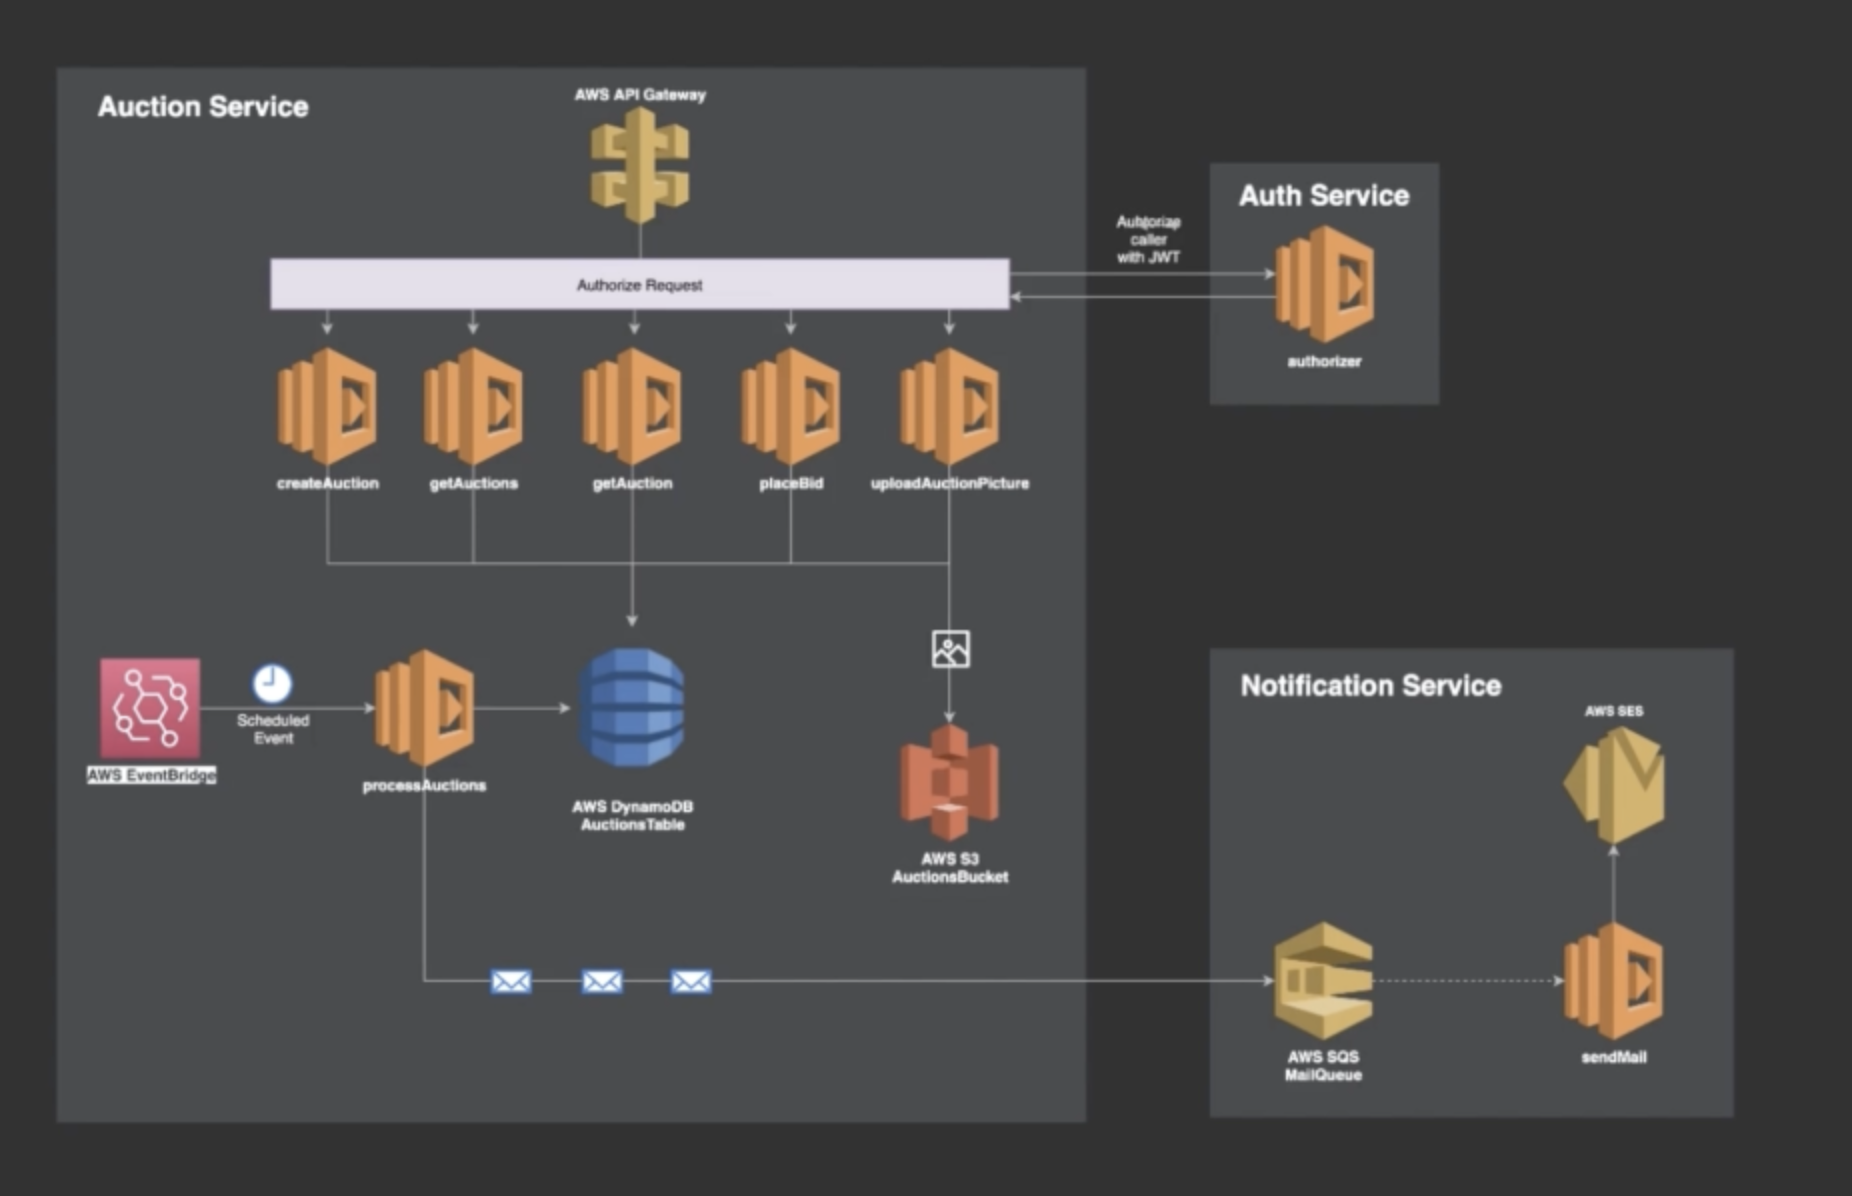 Auction Service
AWS API Gateway
Auth Service
caller
with JWT
Authorize Request
authorizer
createAuction
getAuctions
getAuction
placeBid
uploadAuctionPicture
Scheduled
Event
AWS EventBridge
processAuctions
AWS DynamoDB
AuctionsTable
AWS S3
AuctionsBucket
Notification Service
AWS SES
AWS SQS
MailQueue
sendMail